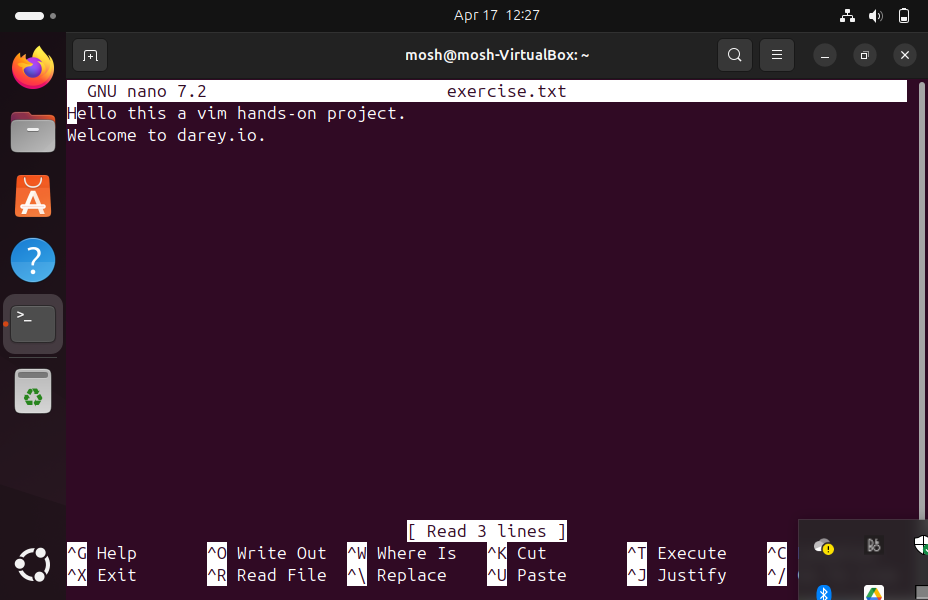 Apr 17 12:27
mosh@mosh-VirtualBox: ~
GNU nano 7.2 exercise.txt
Hello this a vim hands-on project.
Welcome to darey.io.
[ Read 3 lines ]
^G Help ^O Write Out ^W Where Is ^K Cut ^T Execute ^C
^X Exit ^R Read File ^\ Replace ^U Paste ^J Justify ^/